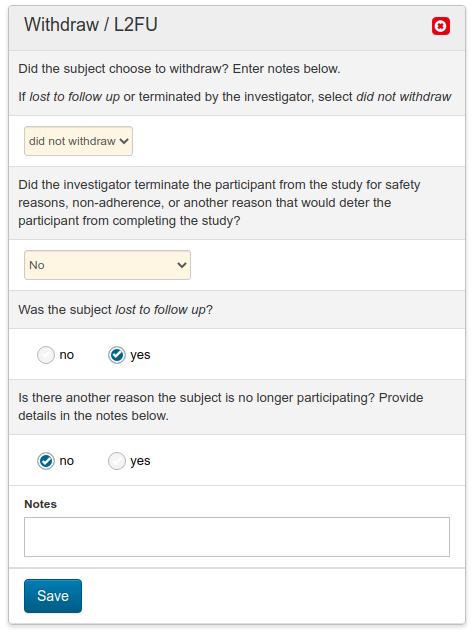 Withdraw / L2FU
Did the subject choose to withdraw? Enter notes below.
If lost to follow up or terminated by the investigator, select did not withdraw
did not withdraw
Did the investigator terminate the participant from the study for safety
reasons, non-adherence, or another reason that would deter the
participant from completing the study?
No
Was the subject lost to follow up?
no yes
Is there another reason the subject is no longer participating? Provide
details in the notes below.
no yes
Notes
Save